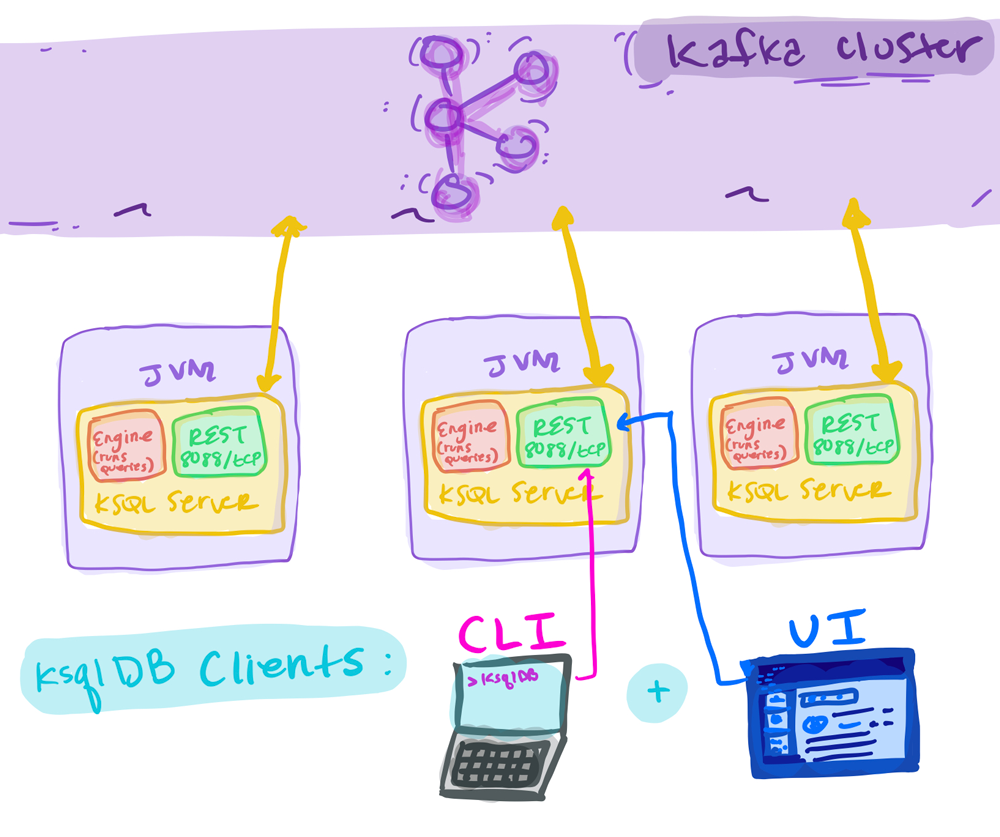 Kafka Cluster
JVM
Engine
(runs
queries)
REST
8088/tcp
KSQL Server
JVM
Engine
(runs
queries)
REST
8088/tcp
KSQL Server
JVM
Engine
(runs
queries)
REST
8088/tcp
KSQL Server
ksqlDB Clients:
CLI
>ksqlDB
+
UI